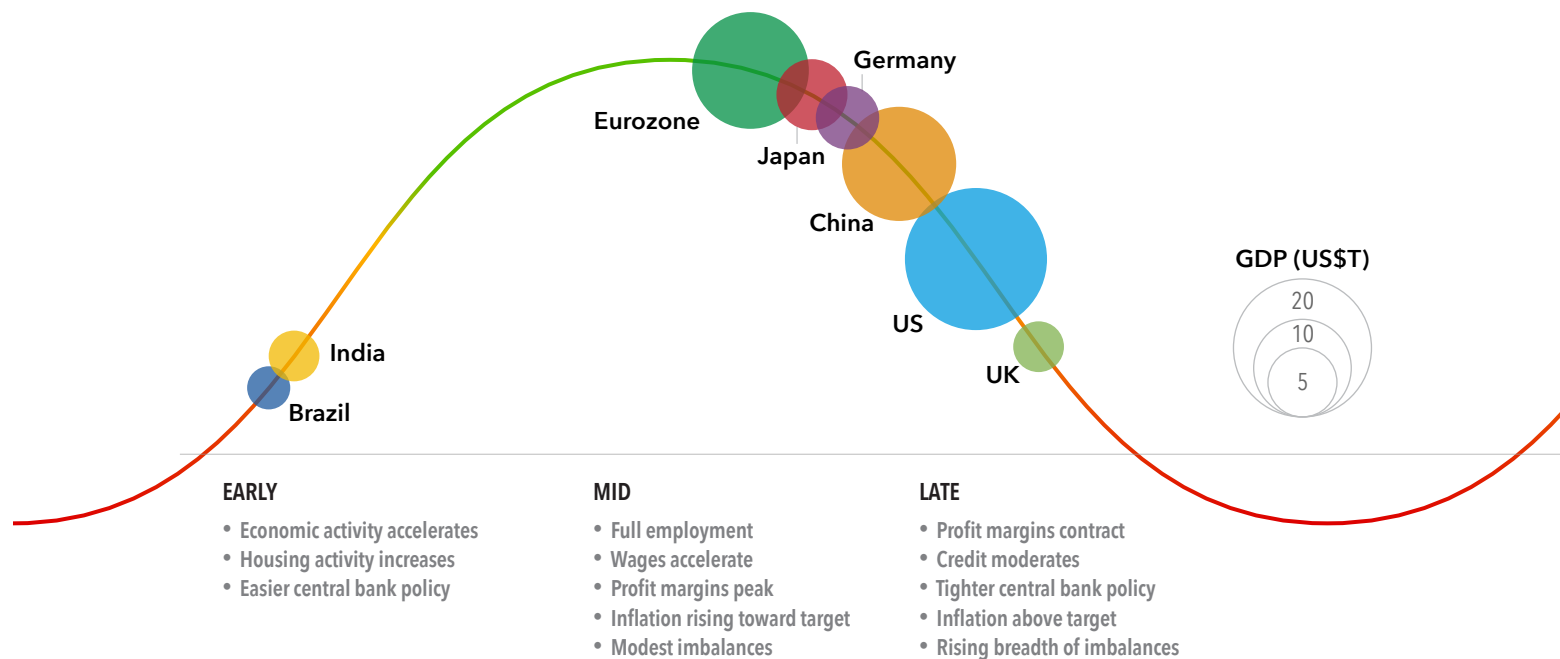 Germany
Eurozone
Japan
China
GDP (US$T)
20
US
10
India
UK
5
Brazil
EARLY
• Economic activity accelerates
• Housing activity increases
• Easier central bank policy
MID
• Full employment
• Wages accelerate
• Profit margins peak
• Inflation rising toward target
• Modest imbalances
LATE
• Profit margins contract
• Credit moderates
• Tighter central bank policy
• Inflation above target
• Rising breadth of imbalances